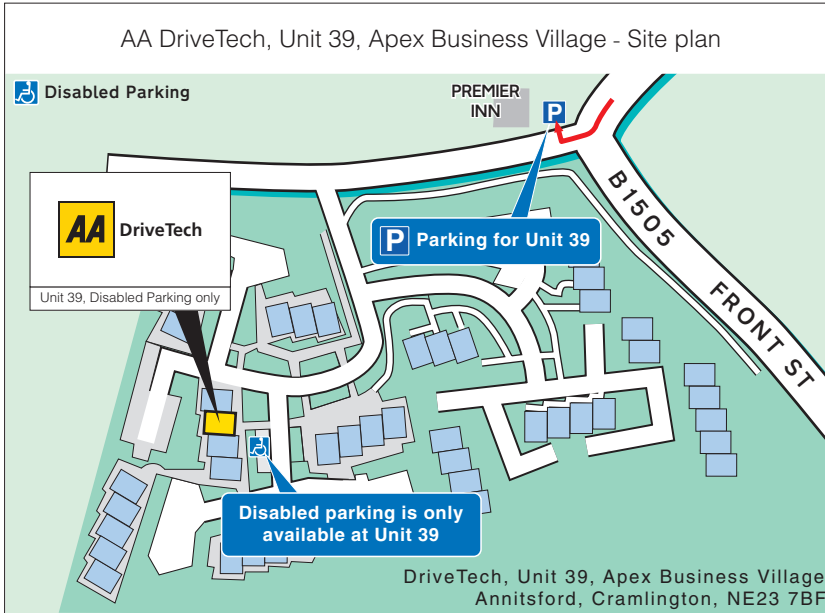 AA DriveTech, Unit 39, Apex Business Village - Site plan
Disabled Parking
PREMIER
INN
P
AA DriveTech
Unit 39, Disabled Parking only
P Parking for Unit 39
B1505
FRONT ST
Disabled parking is only
available at Unit 39
DriveTech, Unit 39, Apex Business Village
Annitsford, Cramlington, NE23 7BF